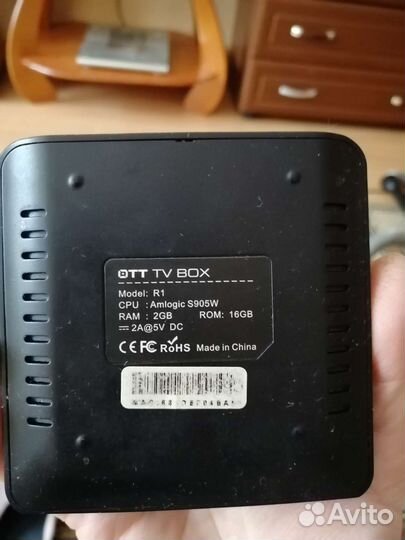 OTT TV BOX
Model: R1
CPU : Amlogic S905W
RAM : 2GB ROM: 16GB
⎓ 2A@5V DC
CE FC RoHS Made in China
Avito